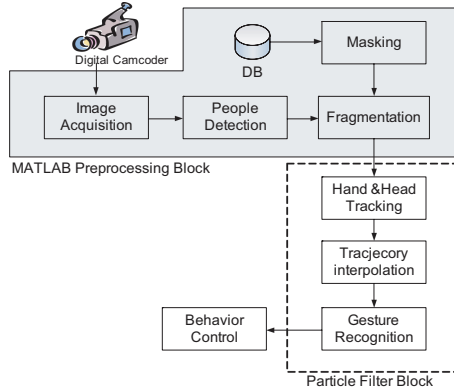 Digital Camcoder
DB
Masking
Image
Acquisition
People
Detection
Fragmentation
MATLAB Preprocessing Block
Hand &Head
Tracking
Tracjecory
interpolation
Behavior
Control
Gesture
Recognition
Particle Filter Block